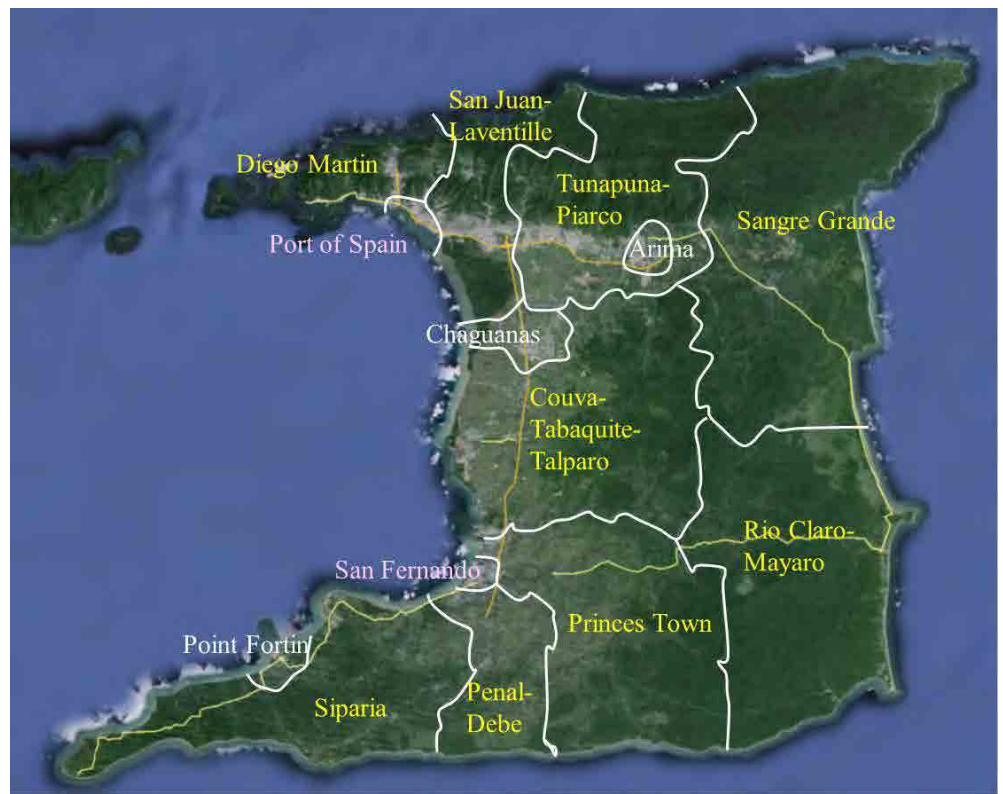 San Juan-
Laventille
Diego Martin
Tunapuna-
Piarco
Sangre Grande
Port of Spain
Arima
Chaguanas
Couva-
Tabaquite-
Talparo
Rio Claro-
Mayaro
San Fernando
Princes Town
Point Fortin
Siparia
Penal-
Debe